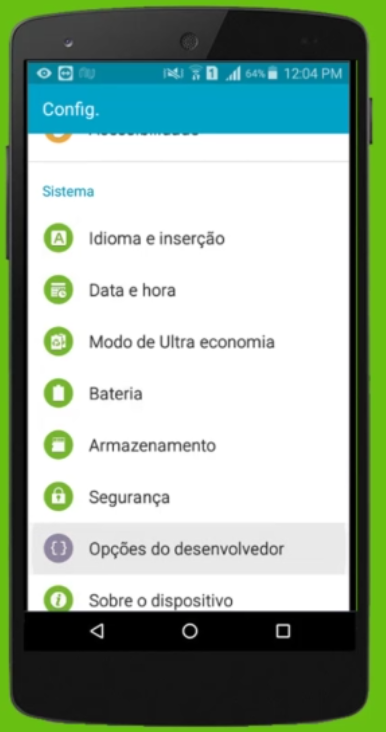 1 64% 12:04 PM
Config.
Sistema
A Idioma e inserção
Data e hora
Modo de Ultra economia
Bateria
Armazenamento
Segurança
{} Opções do desenvolvedor
i Sobre o dispositivo